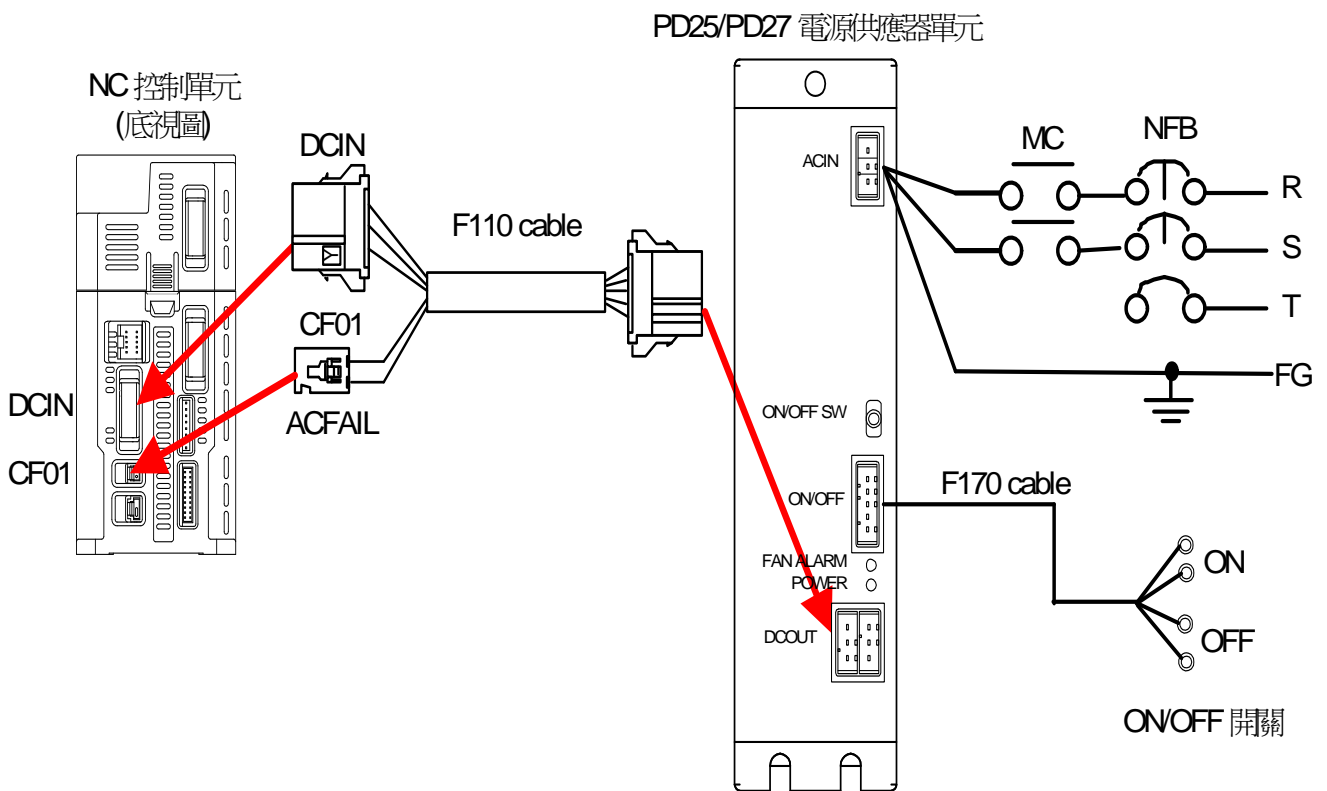 PD25/PD27 電源供應器單元
NC 控制單元
(底視圖)
DCIN
F110 cable
Y
CF01
ACFAIL
DCIN
CF01
ACIN
MC
NFB
R
S
T
FG
ON/OFF SW
ON/OFF
F170 cable
FAN ALARM
POWER
DCOUT
ON
OFF
ON/OFF 開關